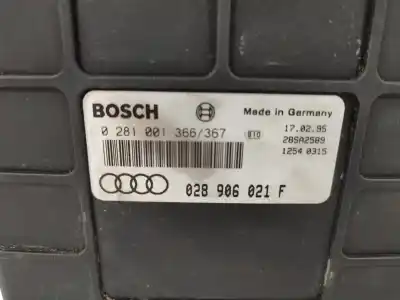 BOSCH
Made in Germany
0 281 001 366/367
17.02.95
28SA2589
1254 0315
028 906 021 F